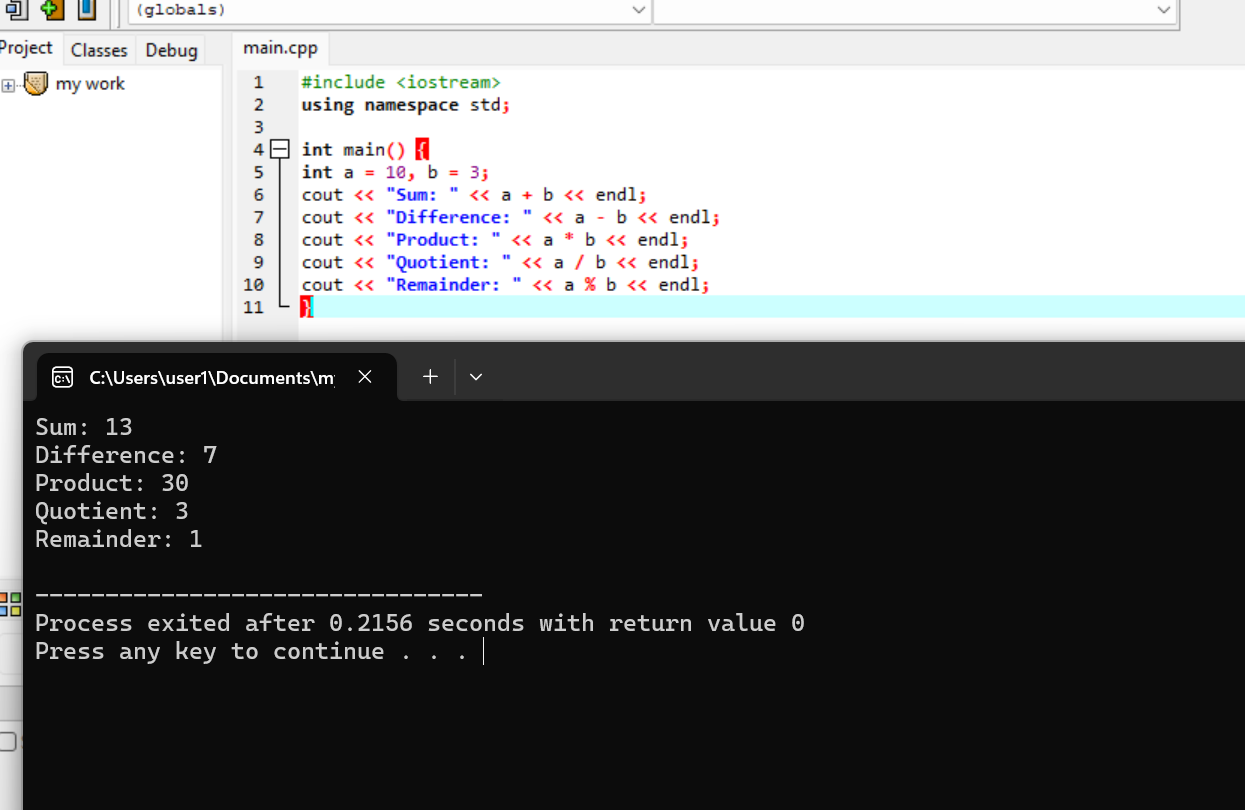 (globals)
Project Classes Debug
my work
main.cpp
1 #include <iostream>
2 using namespace std;
3
4 int main() {
5 int a = 10, b = 3;
6 cout << "Sum: " << a + b << endl;
7 cout << "Difference: " << a - b << endl;
8 cout << "Product: " << a * b << endl;
9 cout << "Quotient: " << a / b << endl;
10 cout << "Remainder: " << a % b << endl;
11 }
C:\Users\user1\Documents\m
Sum: 13
Difference: 7
Product: 30
Quotient: 3
Remainder: 1
--------------------------------
Process exited after 0.2156 seconds with return value 0
Press any key to continue . . .